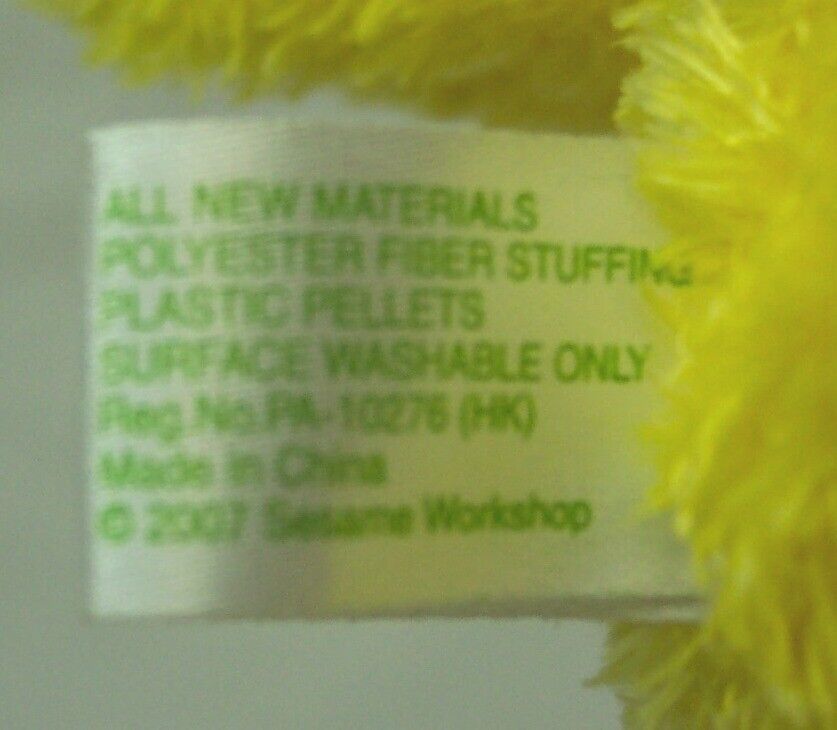 ALL NEW MATERIALS
POLYESTER FIBER STUFFING
PLASTIC PELLETS
SURFACE WASHABLE ONLY
Reg.No.PA-10276 (HK)
Made in China
© 2007 Sesame Workshop